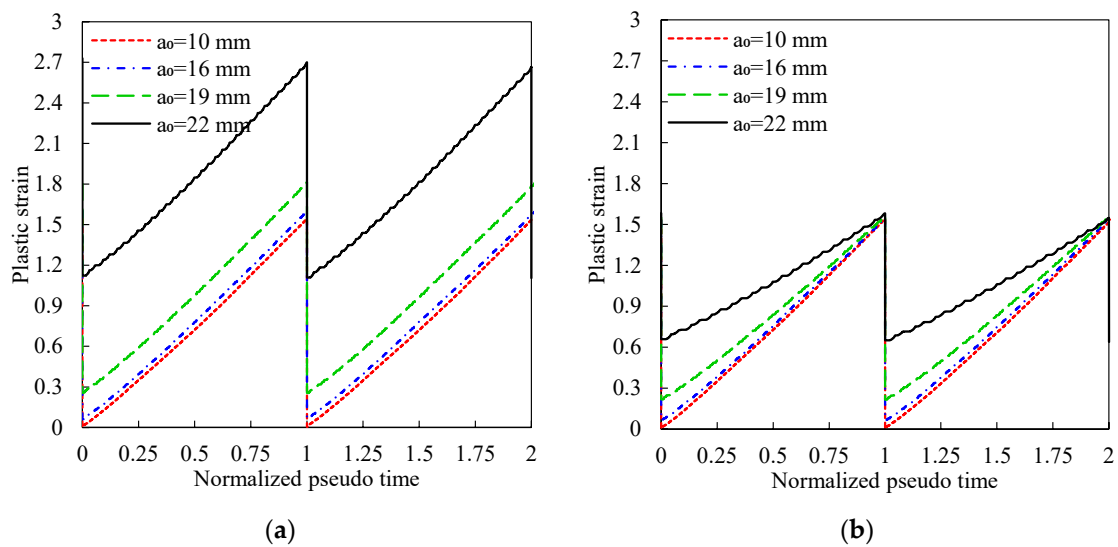 3
2.7
2.4
2.1
1.8
1.5
1.2
0.9
0.6
0.3
0
Plastic strain
a₀=10 mm
a₀=16 mm
a₀=19 mm
a₀=22 mm
0 0.25 0.5 0.75 1 1.25 1.5 1.75 2
Normalized pseudo time
(a)
3
2.7
2.4
2.1
1.8
1.5
1.2
0.9
0.6
0.3
0
Plastic strain
a₀=10 mm
a₀=16 mm
a₀=19 mm
a₀=22 mm
0 0.25 0.5 0.75 1 1.25 1.5 1.75 2
Normalized pseudo time
(b)